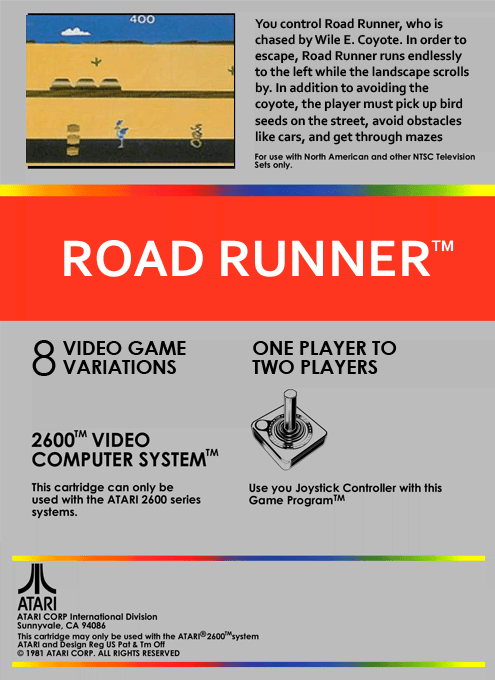 400
You control Road Runner, who is
chased by Wile E. Coyote. In order to
escape, Road Runner runs endlessly
to the left while the landscape scrolls
by. In addition to avoiding the
coyote, the player must pick up bird
seeds on the street, avoid obstacles
like cars, and get through mazes
For use with North American and other NTSC Television
Sets only.
ROAD RUNNER™
8 VIDEO GAME
VARIATIONS
ONE PLAYER TO
TWO PLAYERS
2600™ VIDEO
COMPUTER SYSTEM™
This cartridge can only be
used with the ATARI 2600 series
systems.
Use you Joystick Controller with this
Game Program™
ATARI
ATARI CORP International Division
Sunnyvale, CA 94086
This cartridge may only be used with the ATARI®2600™system
ATARI and Design Reg US Pat & Tm Off
© 1981 ATARI CORP. ALL RIGHTS RESERVED